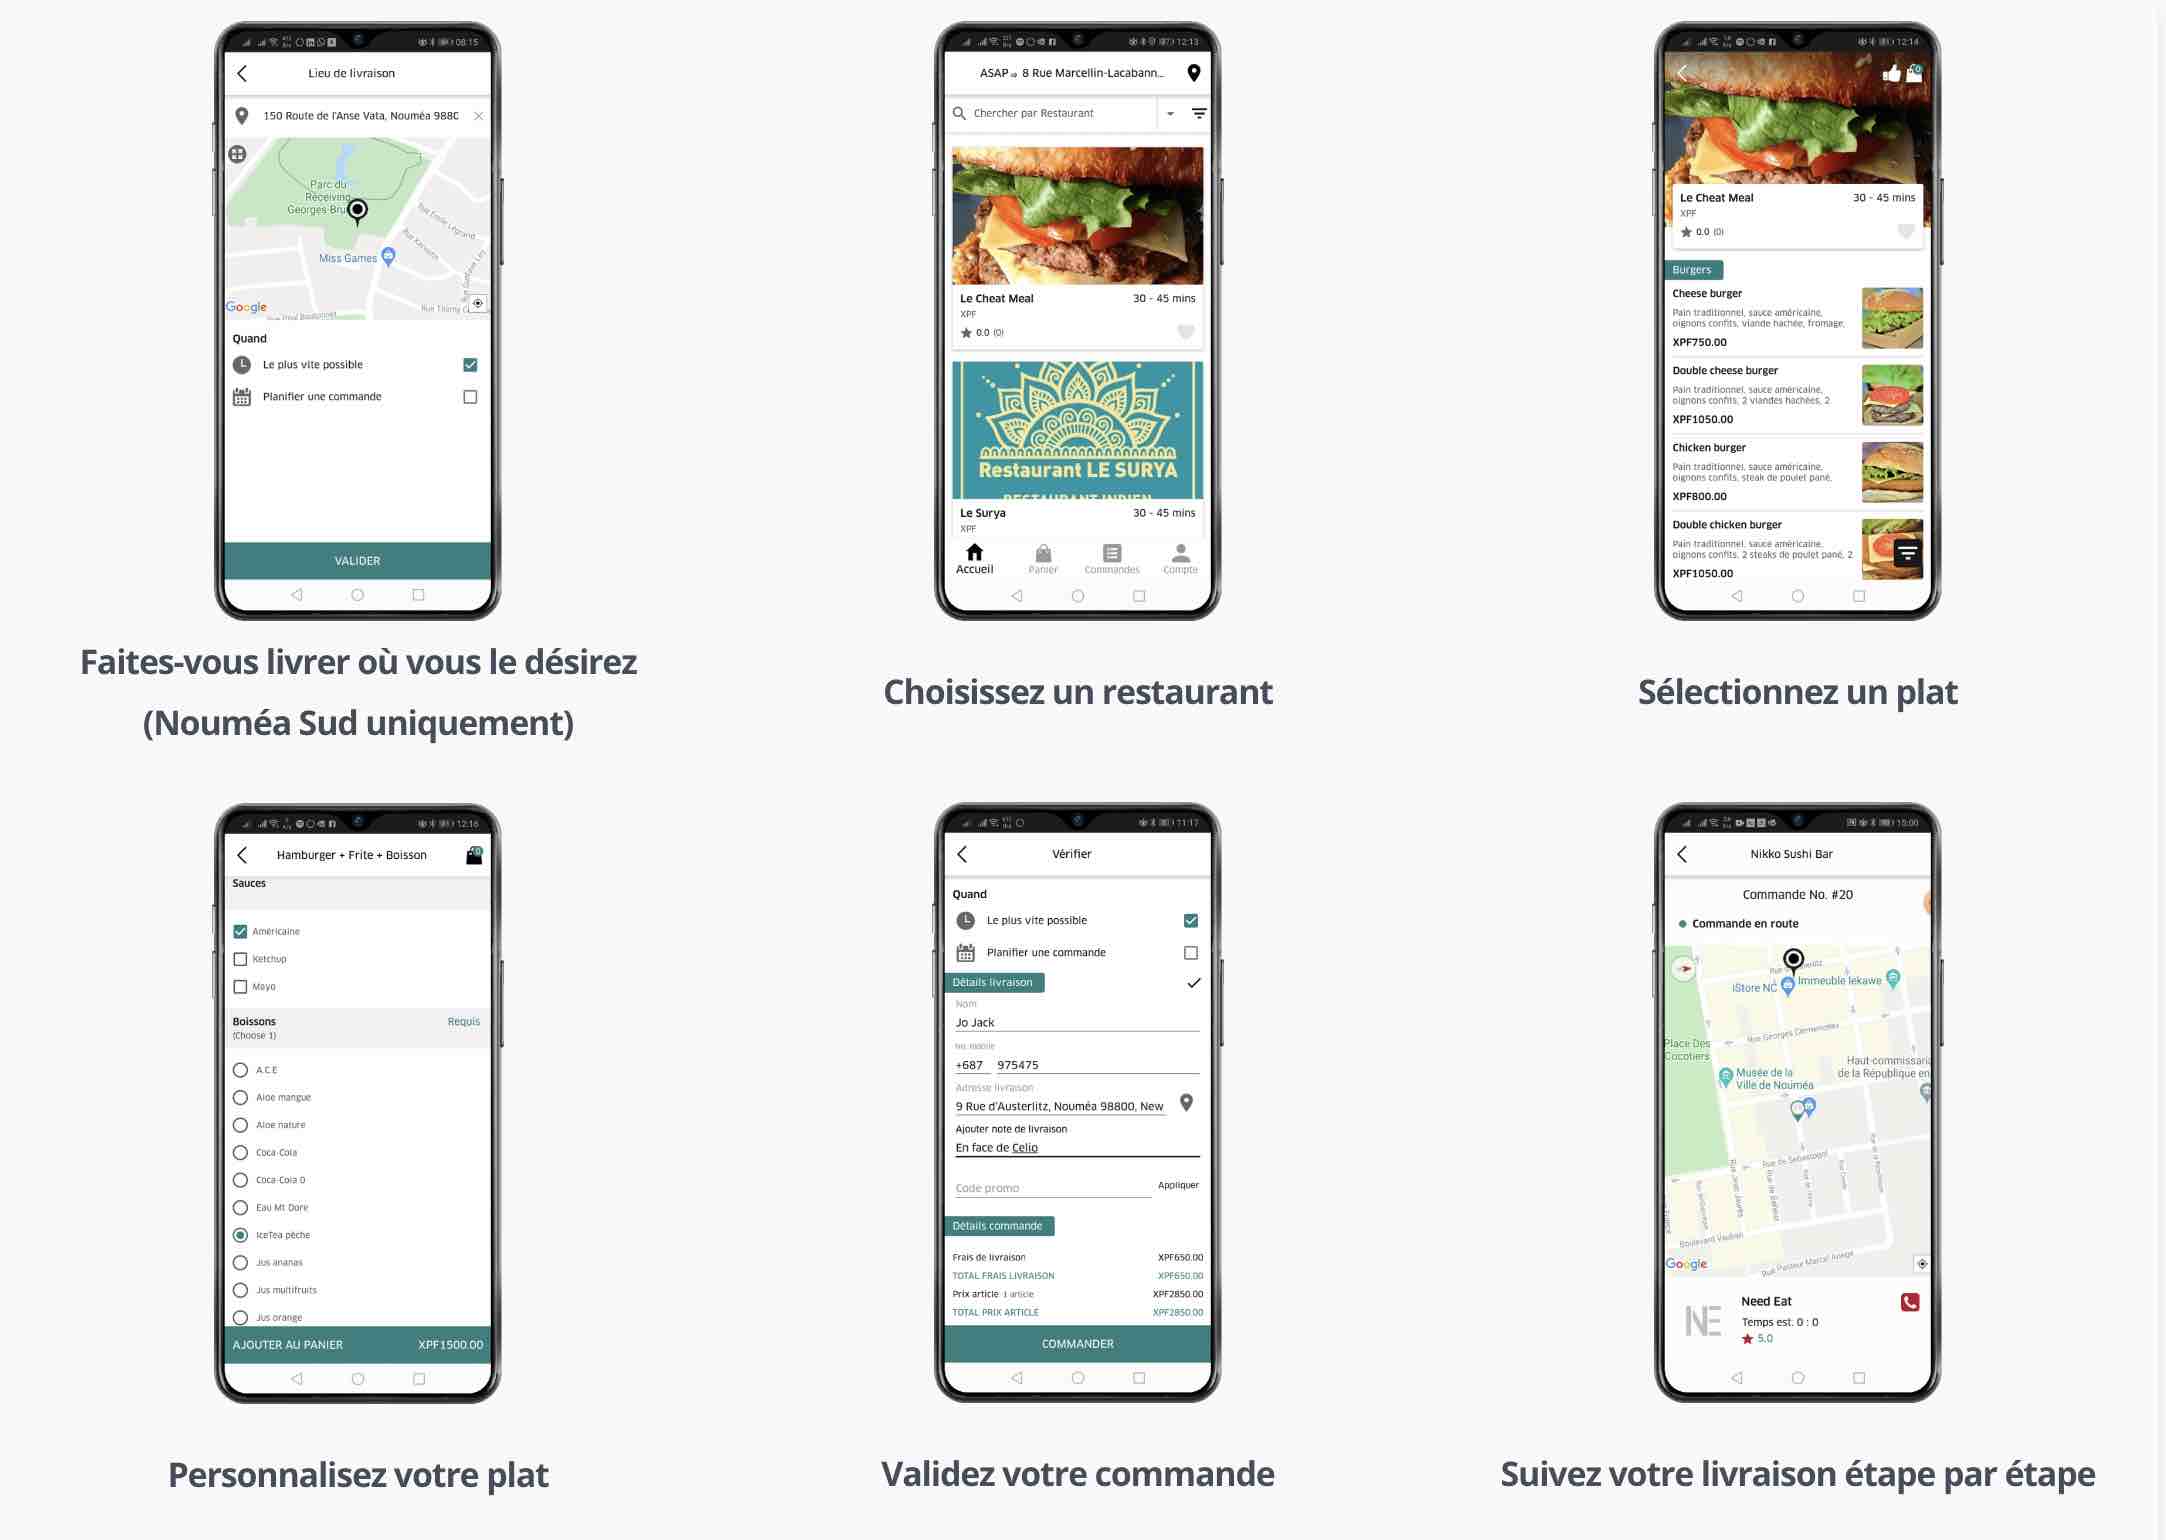 08:15
Lieu de livraison
150 Route de l'Anse Vata, Nouméa 9880
Parc du
Receiving
Georges-Bru
Rue Emile Legrand
Miss Games
Google
Quand
Le plus vite possible
Planifier une commande
VALIDER
Faites-vous livrer où vous le désirez
(Nouméa Sud uniquement)
12:13
ASAP ⇒ 8 Rue Marcellin-Lacabann...
Chercher par Restaurant
Le Cheat Meal 30 - 45 mins
XPF
0.0 (0)
Restaurant LE SURYA
RESTAURANT INDIEN
Le Surya 30 - 45 mins
XPF
Accueil Panier Commandes Compte
Choisissez un restaurant
12:14
0
Le Cheat Meal 30 - 45 mins
XPF
0.0 (0)
Burgers
Cheese burger
Pain traditionnel, sauce américaine,
oignons confits, viande hachée, fromage,
XPF750.00
Double cheese burger
Pain traditionnel, sauce américaine,
oignons confits, 2 viandes hachées, 2
XPF1050.00
Chicken burger
Pain traditionnel, sauce américaine,
oignons confits, steak de poulet pané,
XPF800.00
Double chicken burger
Pain traditionnel, sauce américaine,
oignons confits, 2 steaks de poulet pané, 2
XPF1050.00
Sélectionnez un plat
12:16
Hamburger + Frite + Boisson
0
Sauces
Américaine
Ketchup
Mayo
Boissons Requis
(Choose 1)
A.C.E
Aloe mangue
Aloe nature
Coca-Cola
Coca-Cola 0
Eau Mt Dore
IceTea pêche
Jus ananas
Jus multifruits
Jus orange
AJOUTER AU PANIER XPF1500.00
Personnalisez votre plat
11:17
Vérifier
Quand
Le plus vite possible
Planifier une commande
Détails livraison
Nom
Jo Jack
No. mobile
+687 975475
Adresse livraison
9 Rue d'Austerlitz, Nouméa 98800, New
Ajouter note de livraison
En face de Celio
Code promo Appliquer
Détails commande
Frais de livraison XPF650.00
TOTAL FRAIS LIVRAISON XPF650.00
Prix article 1 article XPF2850.00
TOTAL PRIX ARTICLE XPF2850.00
COMMANDER
Validez votre commande
15:00
Nikko Sushi Bar
Commande No. #20
Commande en route
iStore NC
Immeuble Iekawe
Rue Georges Clemenceau
Place Des
Cocotiers
Haut-commissaria
de la République en
Musée de la
Ville de Nouméa
Rue de Sébastopol
Rue Jean Jaurès
Boulevard Vauban
Rue Pasteur Marcel Ariege
Google
NE
Need Eat
Temps est. 0 : 0
5.0
Suivez votre livraison étape par étape